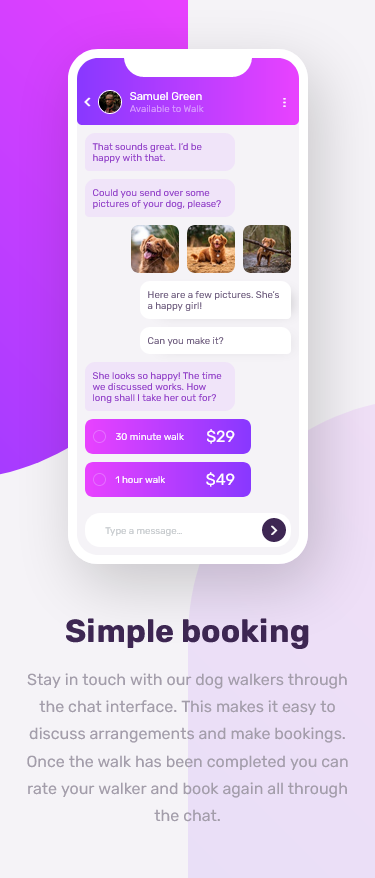 Samuel Green
Available to Walk
That sounds great. I'd be
happy with that.
Could you send over some
pictures of your dog, please?
Here are a few pictures. She's
a happy girl!
Can you make it?
She looks so happy! The time
we discussed works. How
long shall I take her out for?
30 minute walk $29
1 hour walk $49
Type a message...
Simple booking
Stay in touch with our dog walkers through
the chat interface. This makes it easy to
discuss arrangements and make bookings.
Once the walk has been completed you can
rate your walker and book again all through
the chat.